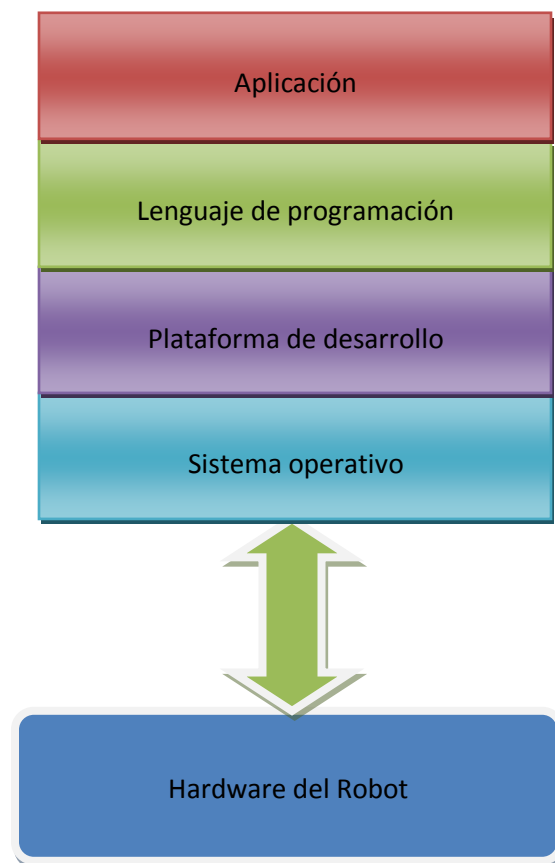 Aplicación
Lenguaje de programación
Plataforma de desarrollo
Sistema operativo
Hardware del Robot